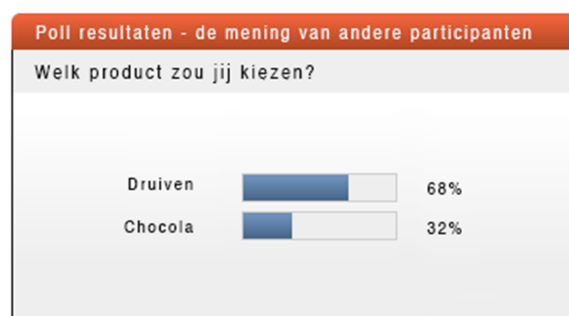 Poll resultaten - de mening van andere participanten
Welk product zou jij kiezen?
Druiven 68%
Chocola 32%